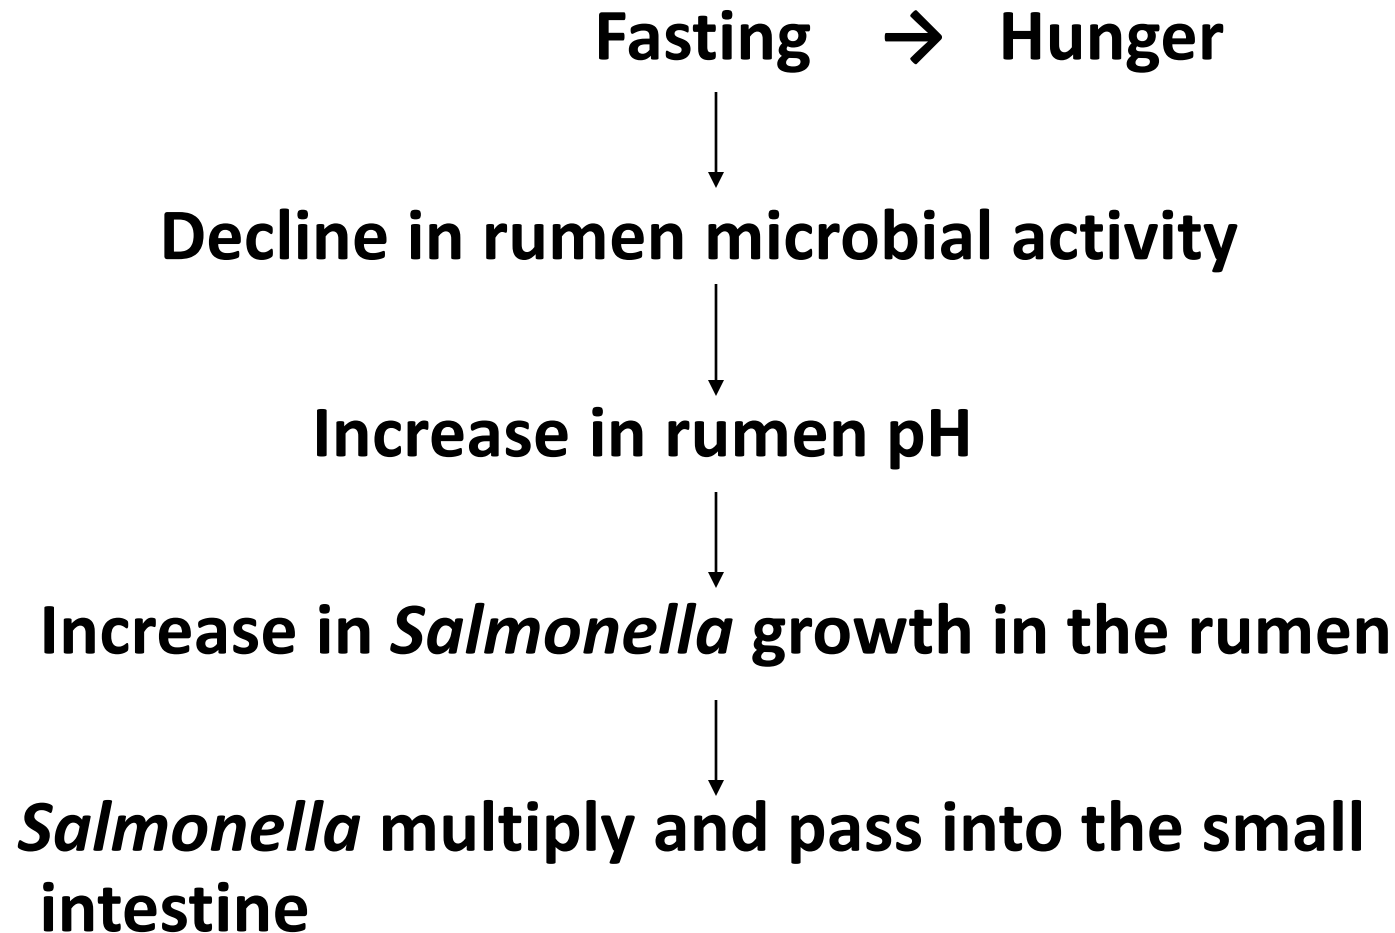 Fasting → Hunger
Decline in rumen microbial activity
Increase in rumen pH
Increase in Salmonella growth in the rumen
Salmonella multiply and pass into the small
intestine